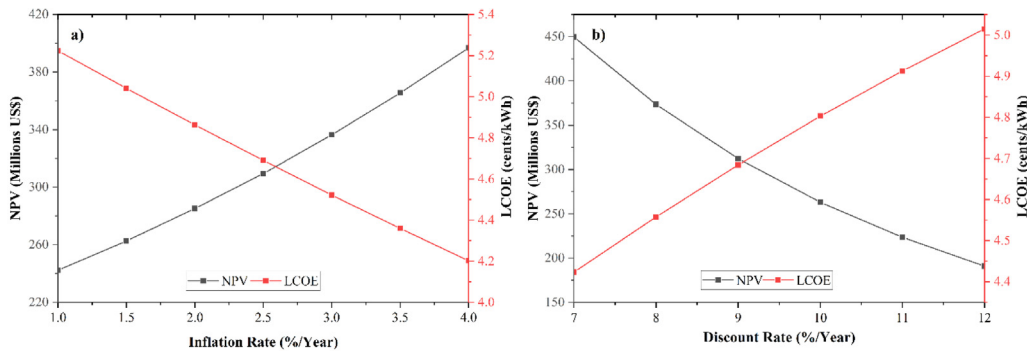 a)
NPV (Millions US$)
420
380
340
300
260
220
5.4
5.2
5.0
4.8
4.6
4.4
4.2
4.0
LCOE (cents/kWh)
NPV LCOE
1.0 1.5 2.0 2.5 3.0 3.5 4.0
Inflation Rate (%/Year)
b)
NPV (Millions US$)
450
400
350
300
250
200
150
5.0
4.9
4.8
4.7
4.6
4.5
4.4
LCOE (cents/kWh)
NPV LCOE
7 8 9 10 11 12
Discount Rate (%/Year)